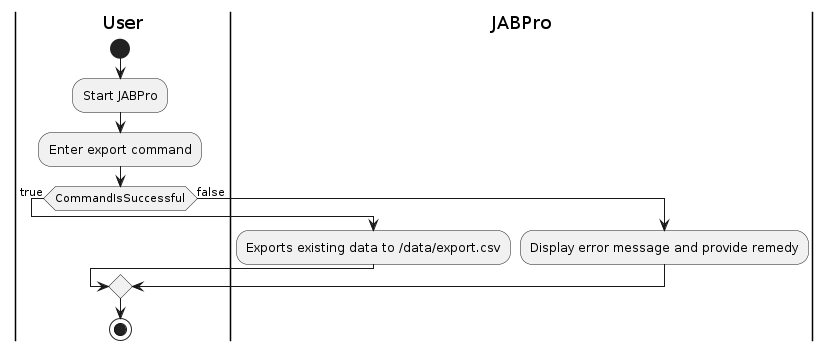 User
JABPro
Start JABPro
Enter export command
true
CommandIsSuccessful
false
Exports existing data to /data/export.csv
Display error message and provide remedy